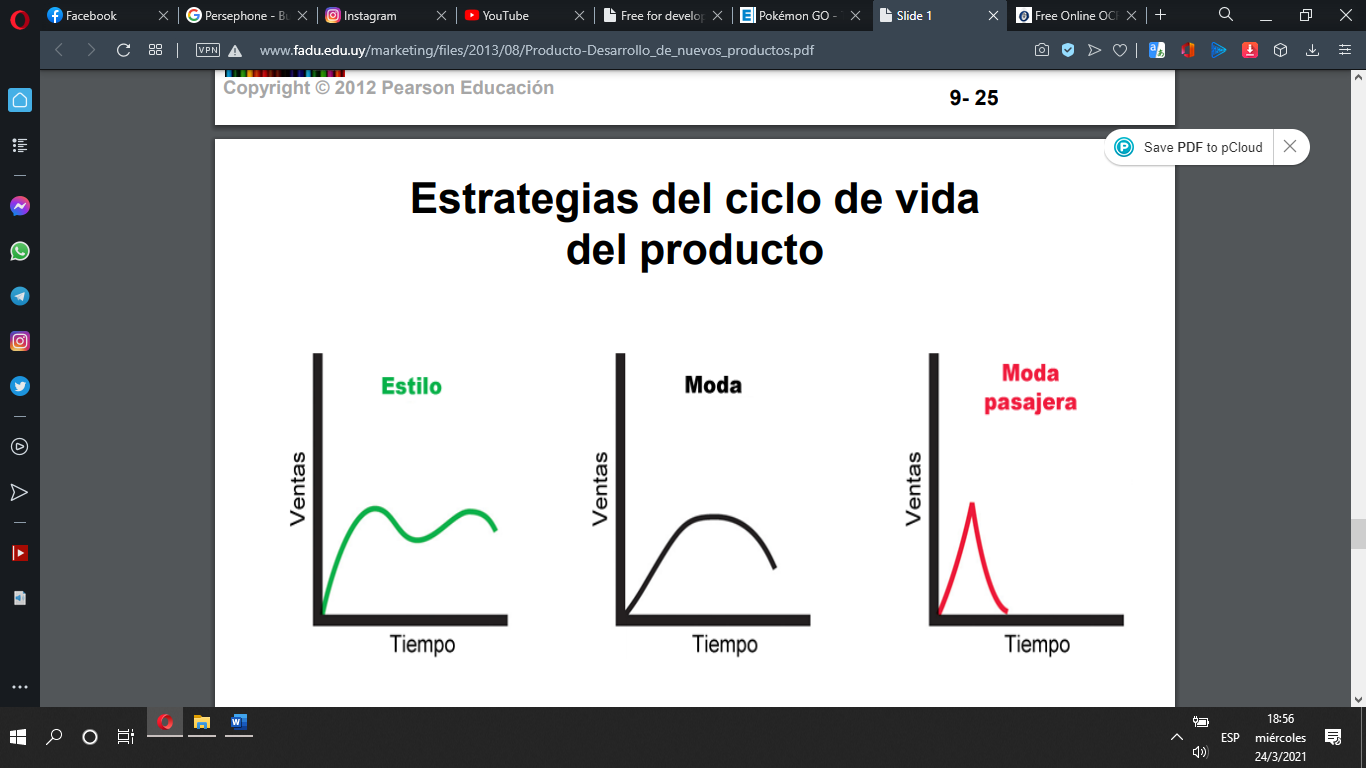 Facebook
Persephone - Bu
Instagram
YouTube
Free for develop
Pokémon GO -
Slide 1
Free Online OCR
VPN
www.fadu.edu.uy/marketing/files/2013/08/Producto-Desarrollo_de_nuevos_productos.pdf
Copyright © 2012 Pearson Educación
9- 25
Save PDF to pCloud
Estrategias del ciclo de vida
del producto
Estilo
Ventas
Tiempo
Moda
Ventas
Tiempo
Moda
pasajera
Ventas
Tiempo
ESP
18:56
miércoles
24/3/2021